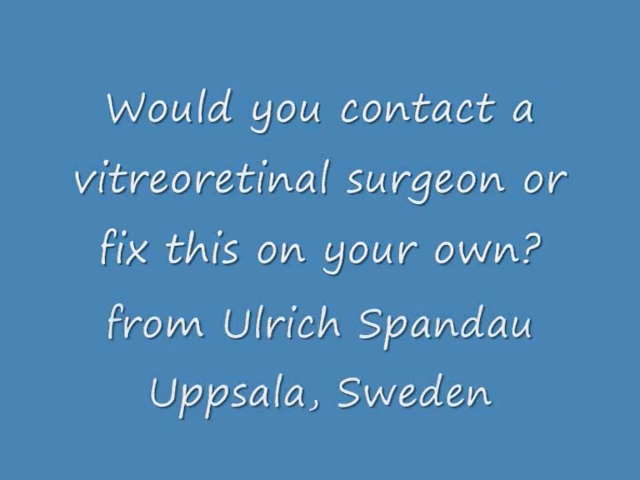 Would you contact a
vitreoretinal surgeon or
fix this on your own?
from Ulrich Spandau
Uppsala, Sweden